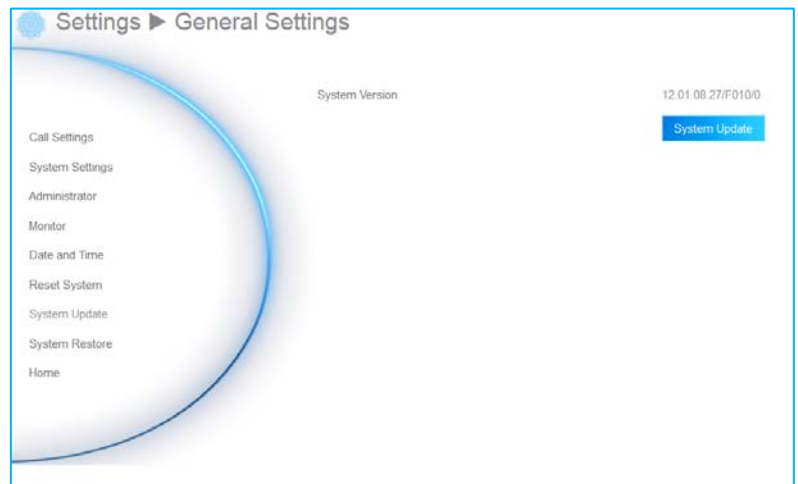 Settings ► General Settings
System Version 12.01.08.27/F010/0
System Update
Call Settings
System Settings
Administrator
Monitor
Date and Time
Reset System
System Update
System Restore
Home